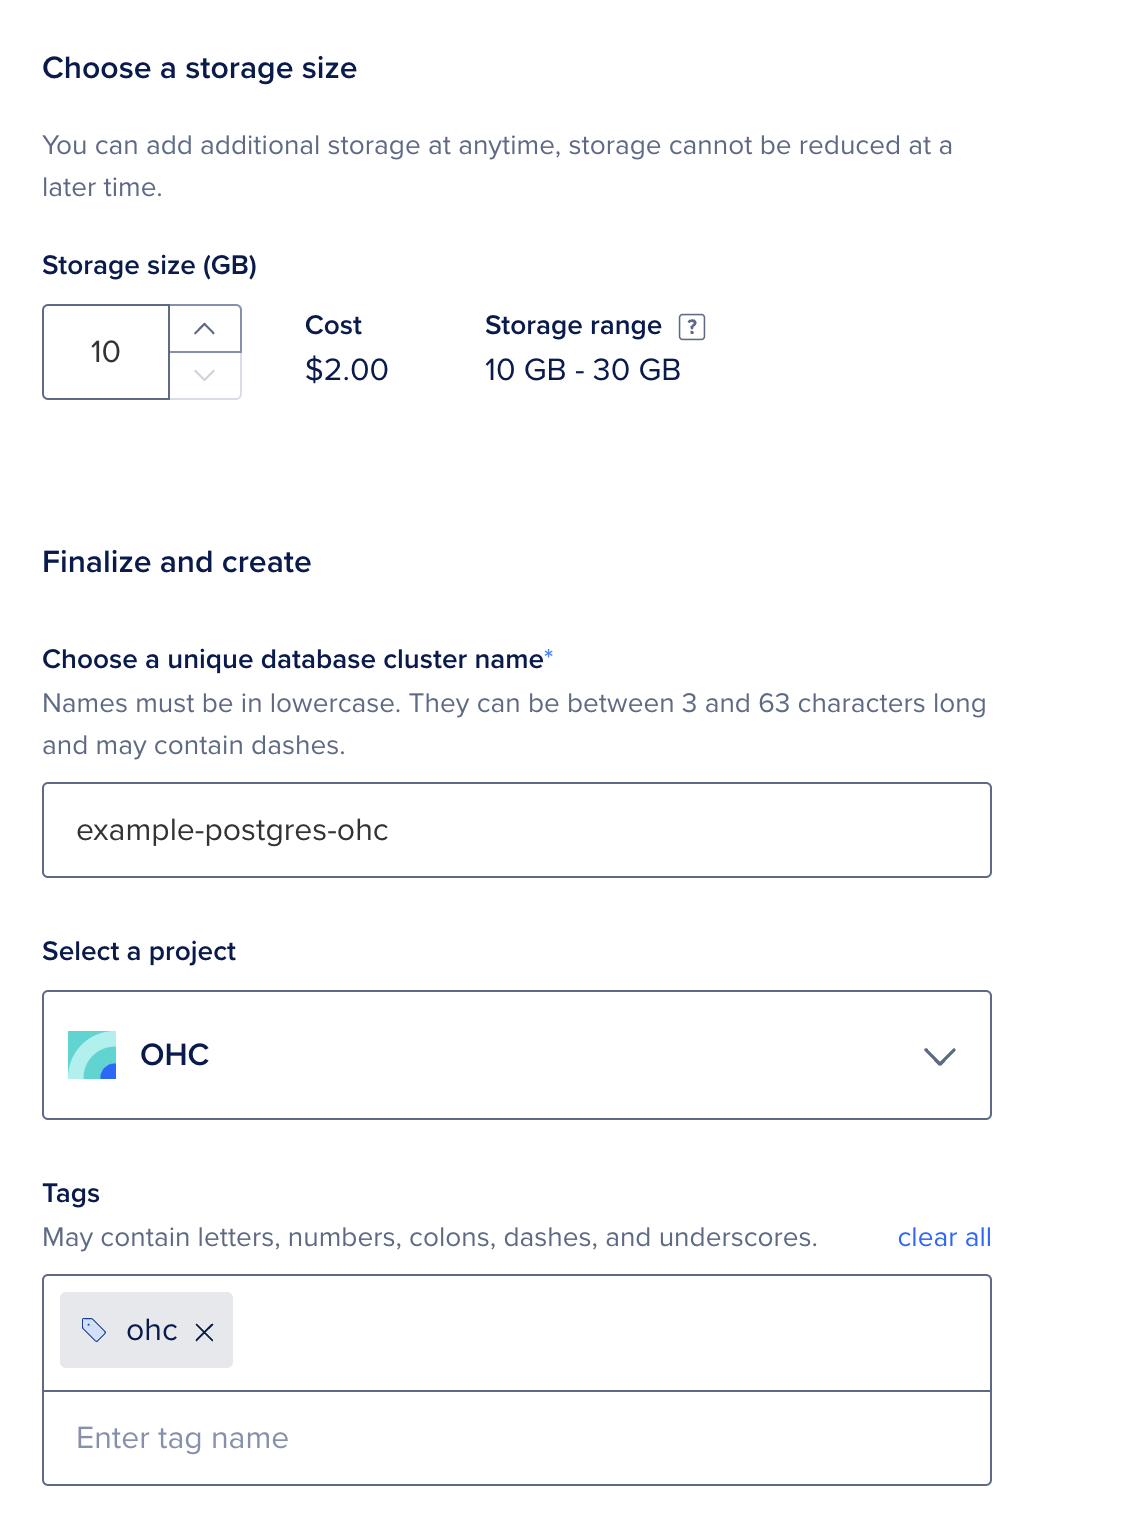 Choose a storage size
You can add additional storage at anytime, storage cannot be reduced at a
later time.
Storage size (GB)
10
Cost
$2.00
Storage range ?
10 GB - 30 GB
Finalize and create
Choose a unique database cluster name*
Names must be in lowercase. They can be between 3 and 63 characters long
and may contain dashes.
example-postgres-ohc
Select a project
OHC
Tags
May contain letters, numbers, colons, dashes, and underscores.
clear all
ohc
Enter tag name